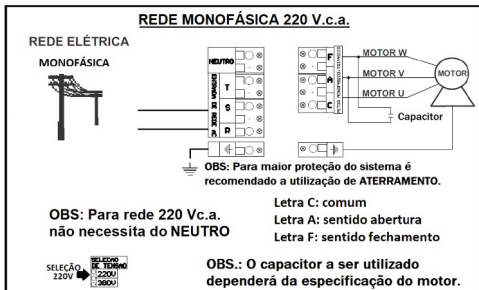 REDE MONOFÁSICA 220 V.c.a.
REDE ELÉTRICA
MONOFÁSICA
NEUTRO
T
S
R
ENTRADA DE REDE AC
F
A
C
MOTOR W
MOTOR V
MOTOR U
MOTOR
Capacitor
OBS: Para maior proteção do sistema é
recomendado a utilização de ATERRAMENTO.
OBS: Para rede 220 Vc.a.
não necessita do NEUTRO
Letra C: comum
Letra A: sentido abertura
Letra F: sentido fechamento
SELEÇÃO
220V
SELECAO
DE TENSAO
220V
380V
OBS.: O capacitor a ser utilizado
dependerá da especificação do motor.